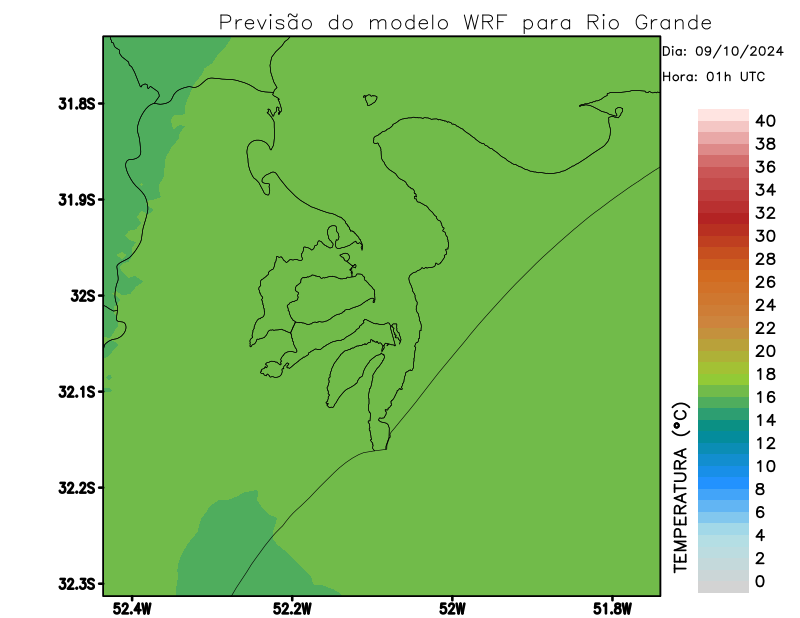 Previsão do modelo WRF para Rio Grande
Dia: 09/10/2024
Hora: 01h UTC
31.8S
31.9S
32S
32.1S
32.2S
32.3S
52.4W
52.2W
52W
51.8W
TEMPERATURA (°C)
40
38
36
34
32
30
28
26
24
22
20
18
16
14
12
10
8
6
4
2
0